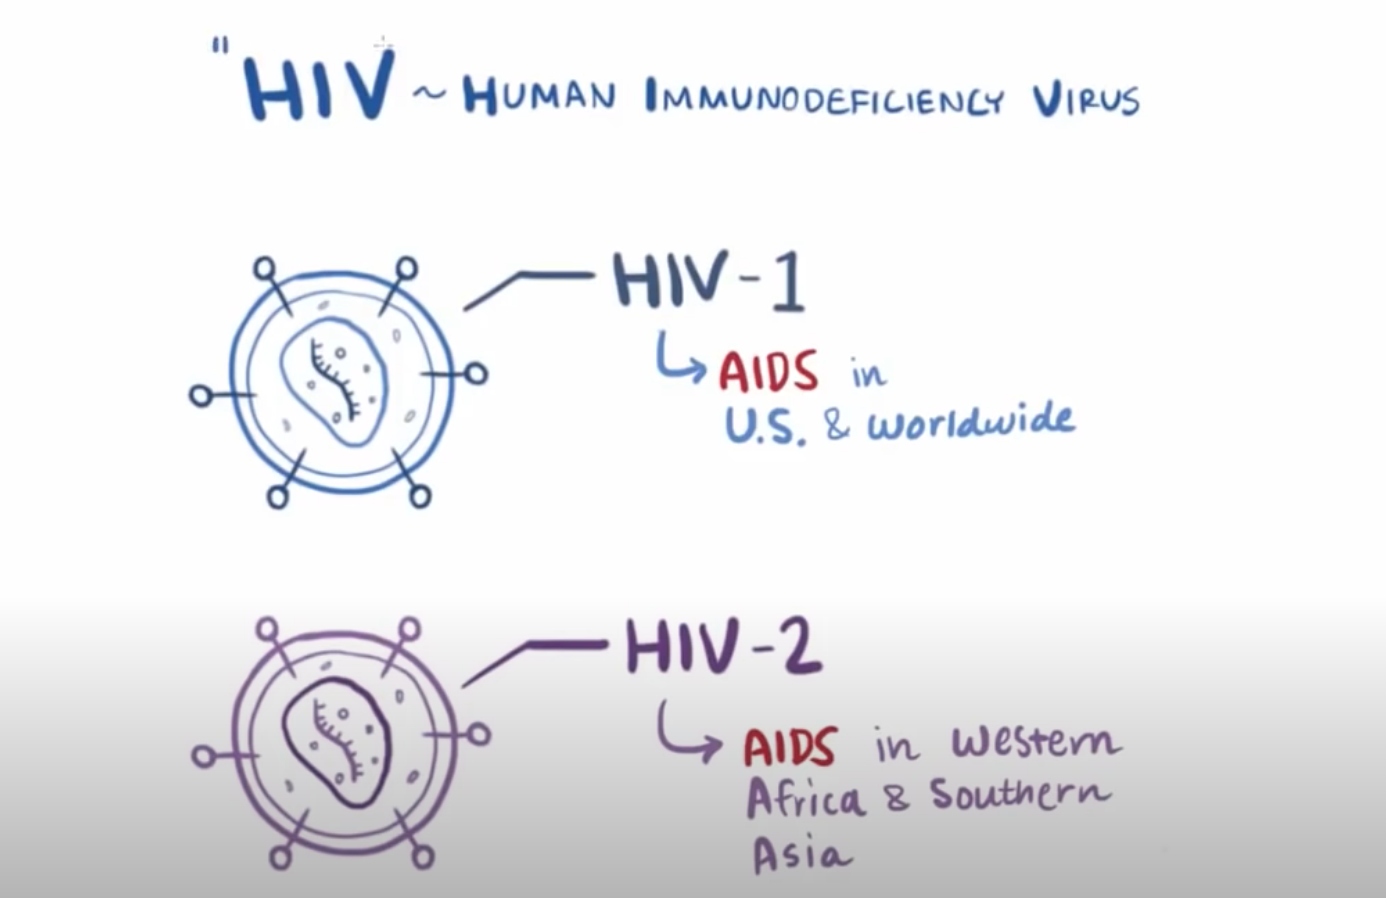 " HIV ~ HUMAN IMMUNODEFICIENCY VIRUS
HIV-1
AIDS in
U.S. & worldwide
HIV-2
AIDS in Western
Africa & Southern
Asia